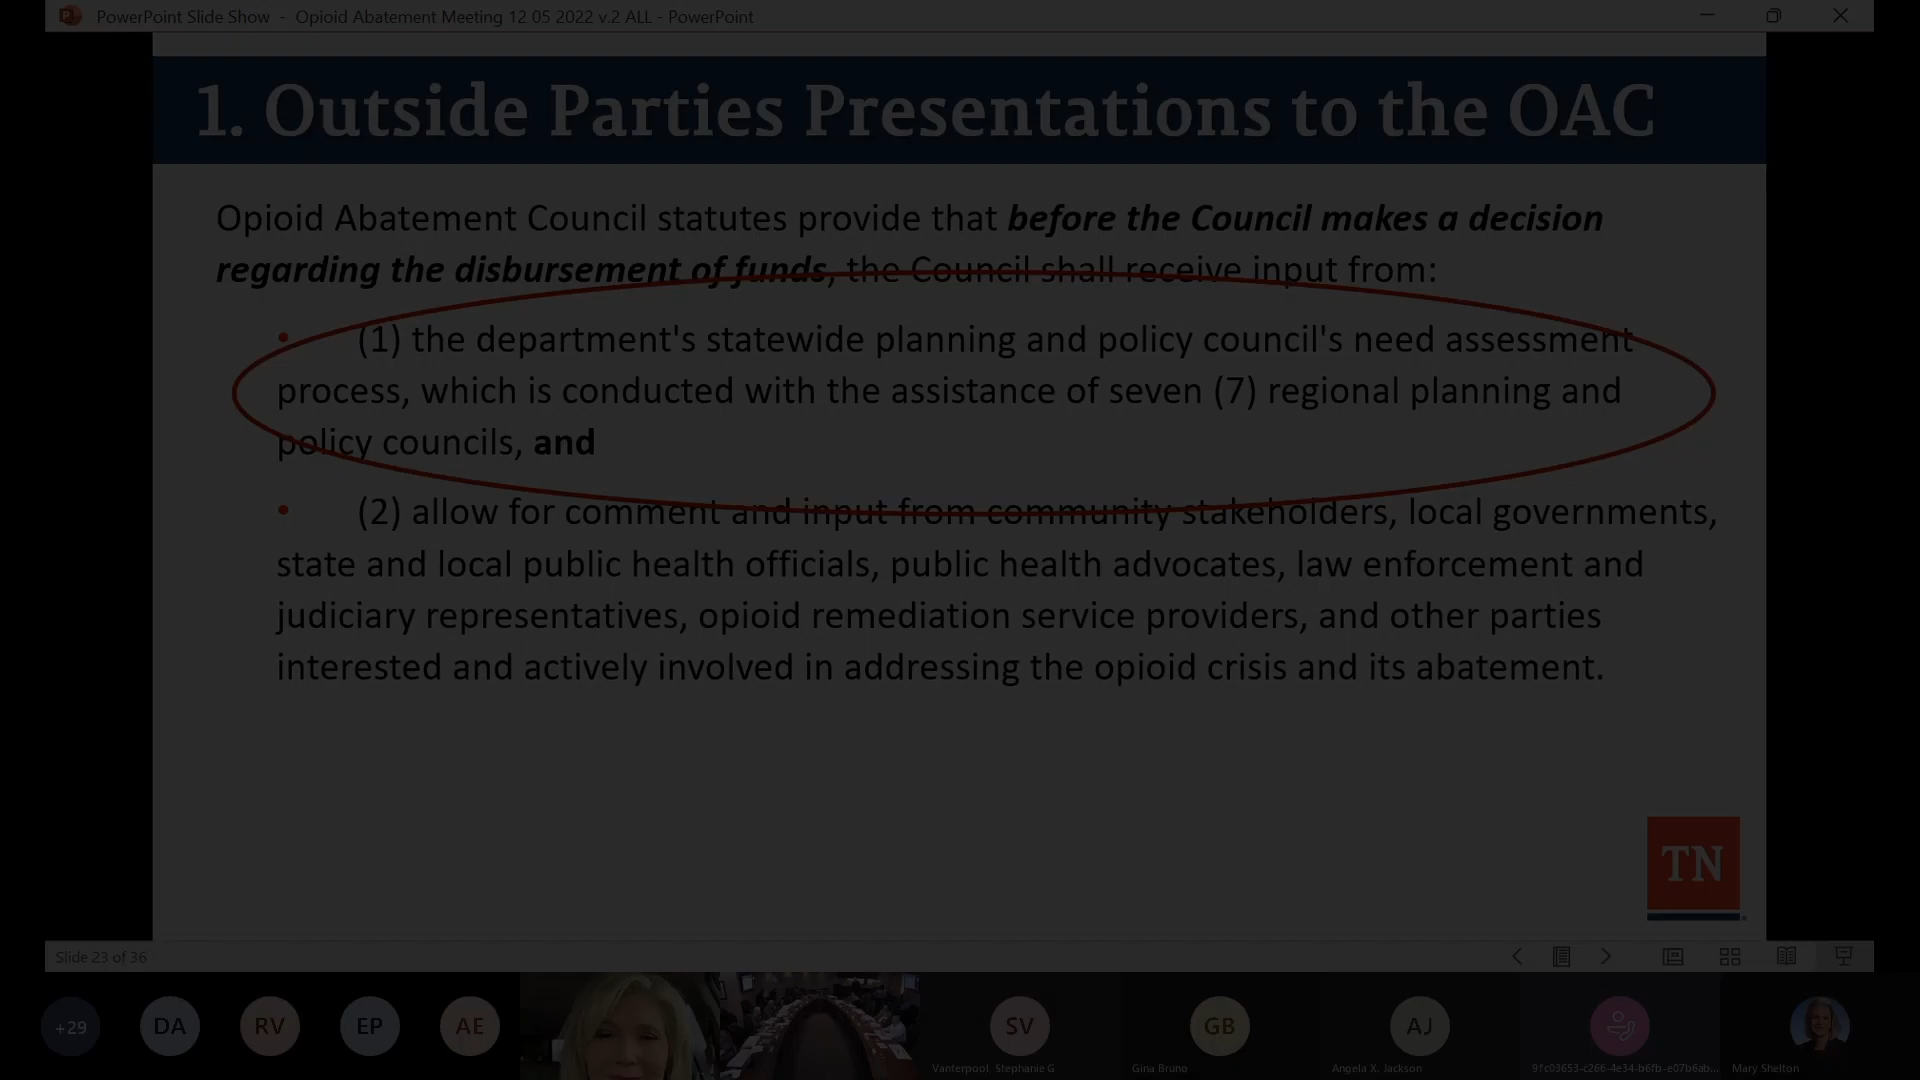 PowerPoint Slide Show - Opioid Abatement Meeting 12 05 2022 v.2 ALL - PowerPoint
1. Outside Parties Presentations to the OAC
Opioid Abatement Council statutes provide that before the Council makes a decision
regarding the disbursement of funds, the Council shall receive input from:
• (1) the department's statewide planning and policy council's need assessment
process, which is conducted with the assistance of seven (7) regional planning and
policy councils, and
• (2) allow for comment and input from community stakeholders, local governments,
state and local public health officials, public health advocates, law enforcement and
judiciary representatives, opioid remediation service providers, and other parties
interested and actively involved in addressing the opioid crisis and its abatement.
TN
Slide 23 of 36
+29 DA RV EP AE SV GB AJ
Vanterpool Stephanie G Gina Bruno Angela X. Jackson 9fc03653-c266-4e34-b6fb-e07b6ab... Mary Shelton